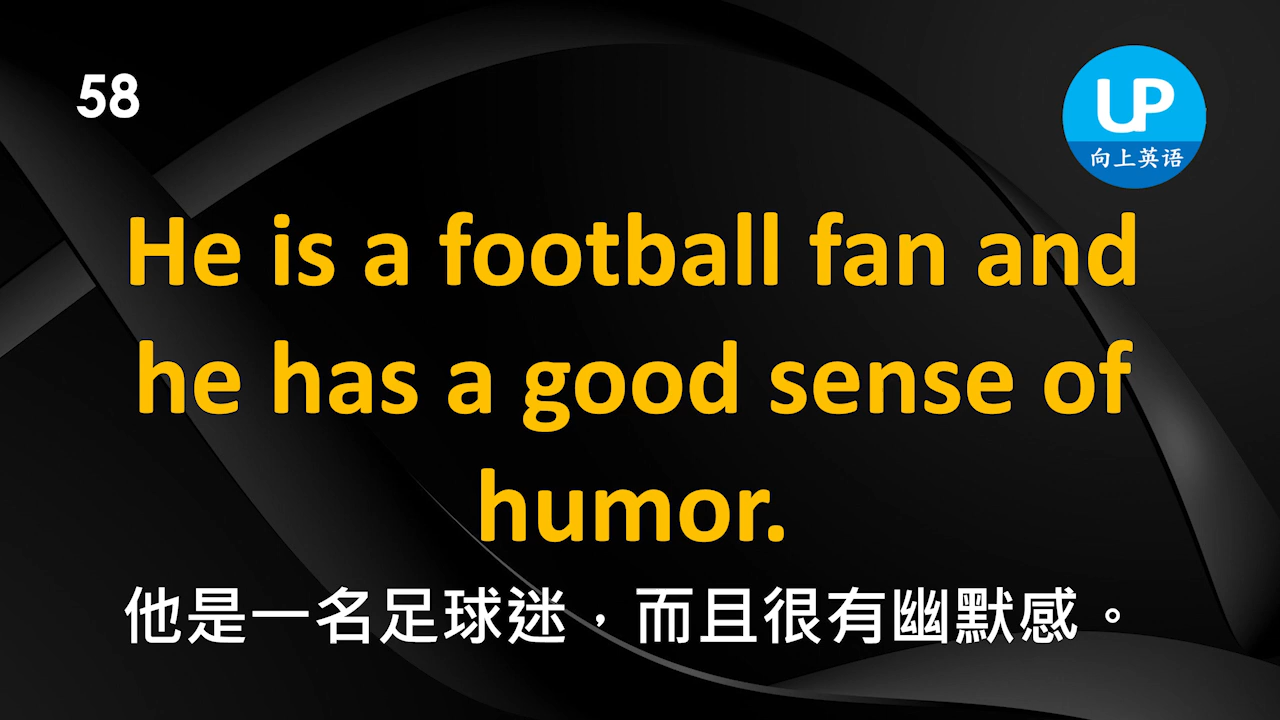 58
UP
向上英语
He is a football fan and
he has a good sense of
humor.
他是一名足球迷，而且很有幽默感。